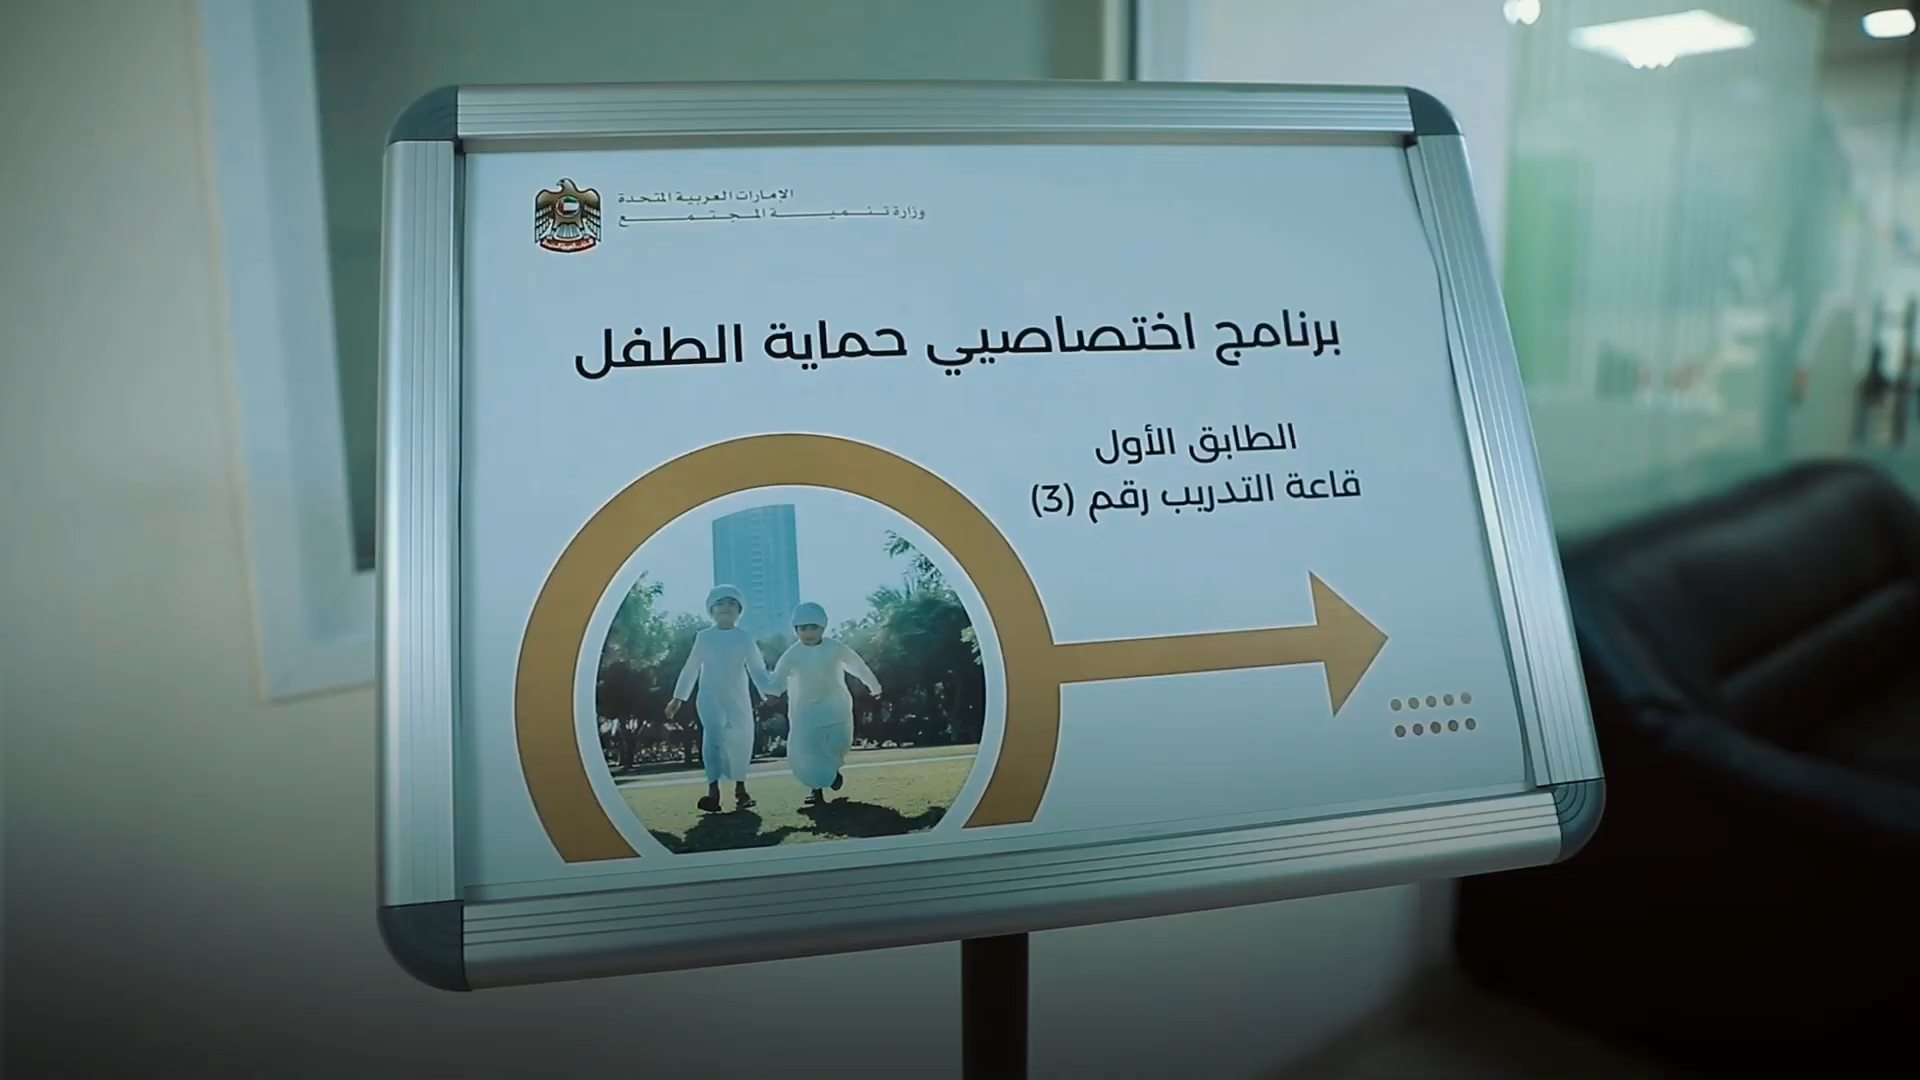 الإمارات العربية المتحدة
وزارة تنمية المجتمع
برنامج اختصاصيي حماية الطفل
الطابق الأول
قاعة التدريب رقم (3)